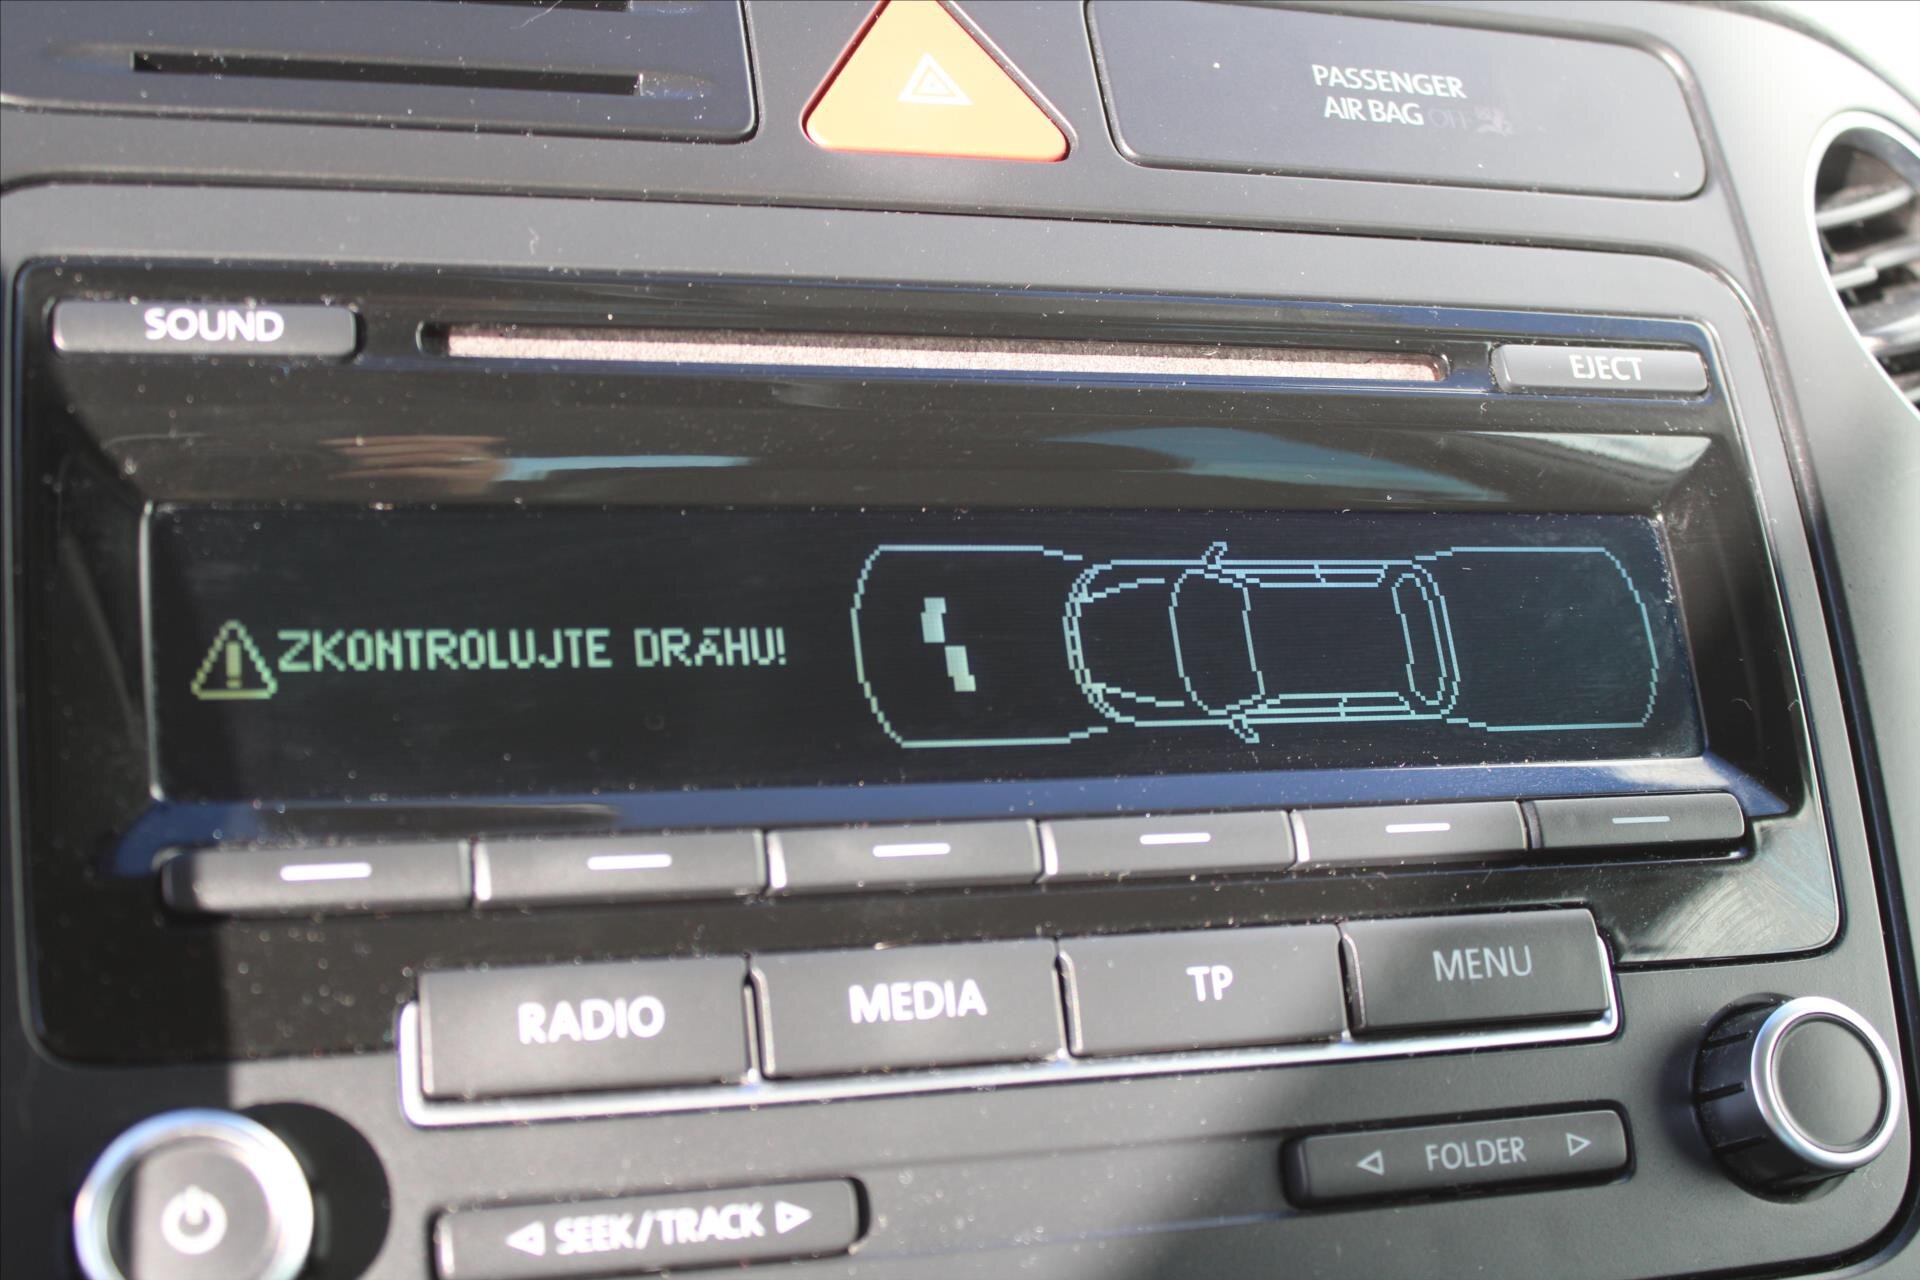 PASSENGER
AIR BAG OFF
SOUND
EJECT
ZKONTROLUJTE DRÁHU!
RADIO
MEDIA
TP
MENU
FOLDER
SEEK/TRACK